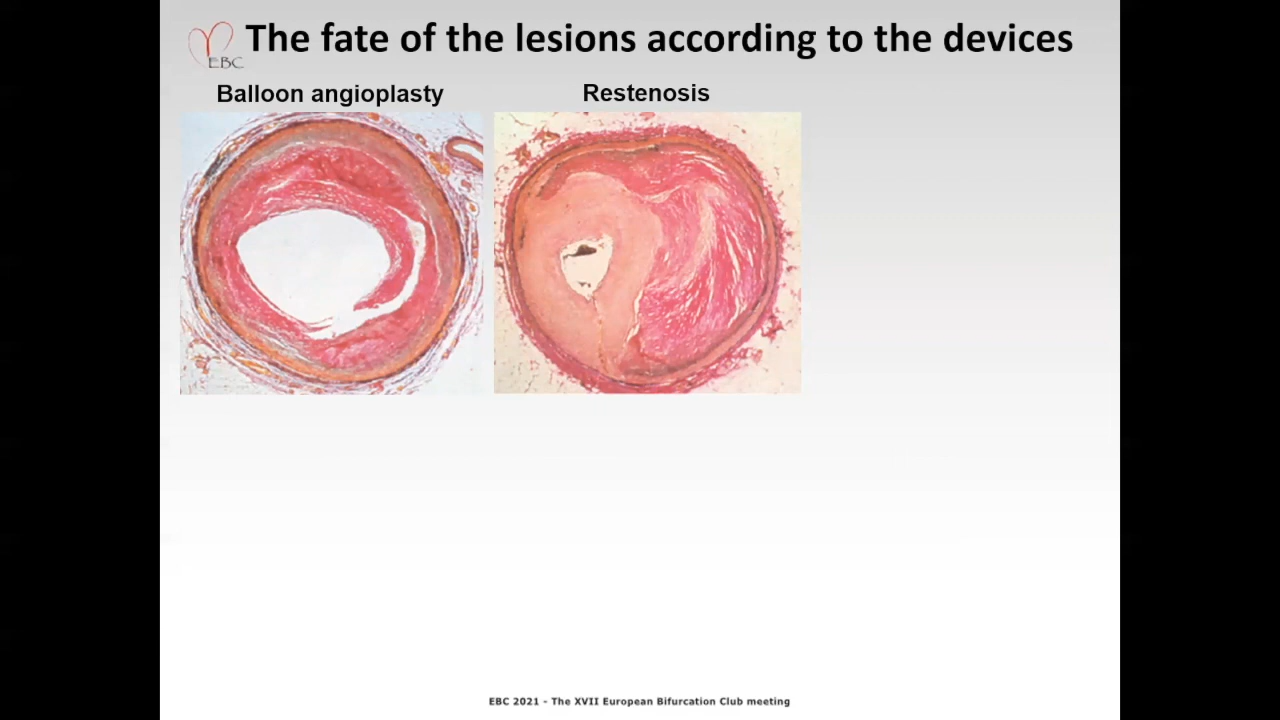 The fate of the lesions according to the devices
EBC
Balloon angioplasty
Restenosis
EBC 2021 - The XVII European Bifurcation Club meeting